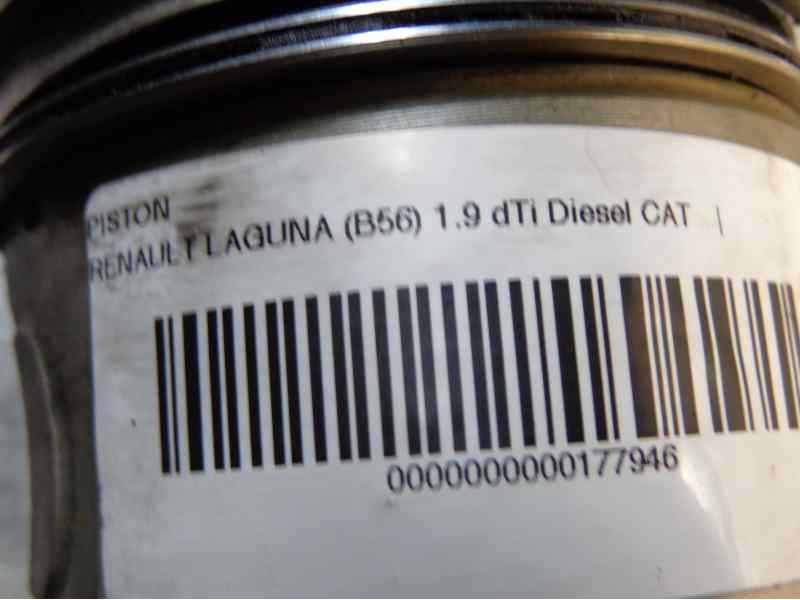 PISTON
RENAULT LAGUNA (B56) 1.9 dTi Diesel CAT |
0000000000177946